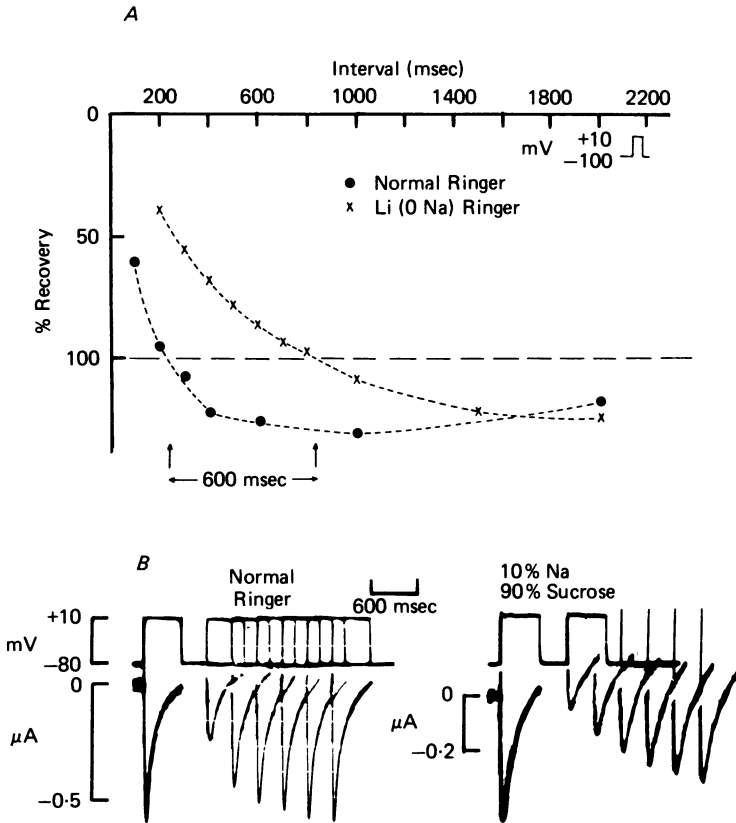 A
Interval (msec)
200 600 1000 1400 1800 2200
0
mV +10
−100
● Normal Ringer
x Li (0 Na) Ringer
50
% Recovery
100
600 msec
B
Normal
Ringer
600 msec
10% Na
90% Sucrose
+10
mV
−80
0
µA
−0·5
0
µA
−0·2